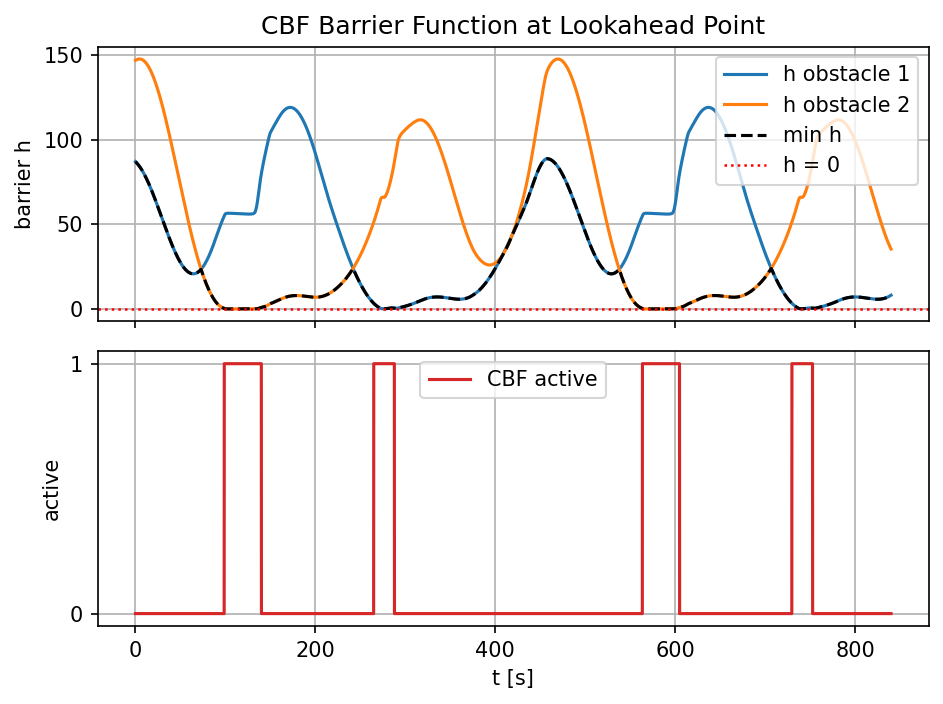 CBF Barrier Function at Lookahead Point
150
100
50
0
barrier h
h obstacle 1
h obstacle 2
min h
h = 0
1
0
active
CBF active
0
200
400
600
800
t [s]